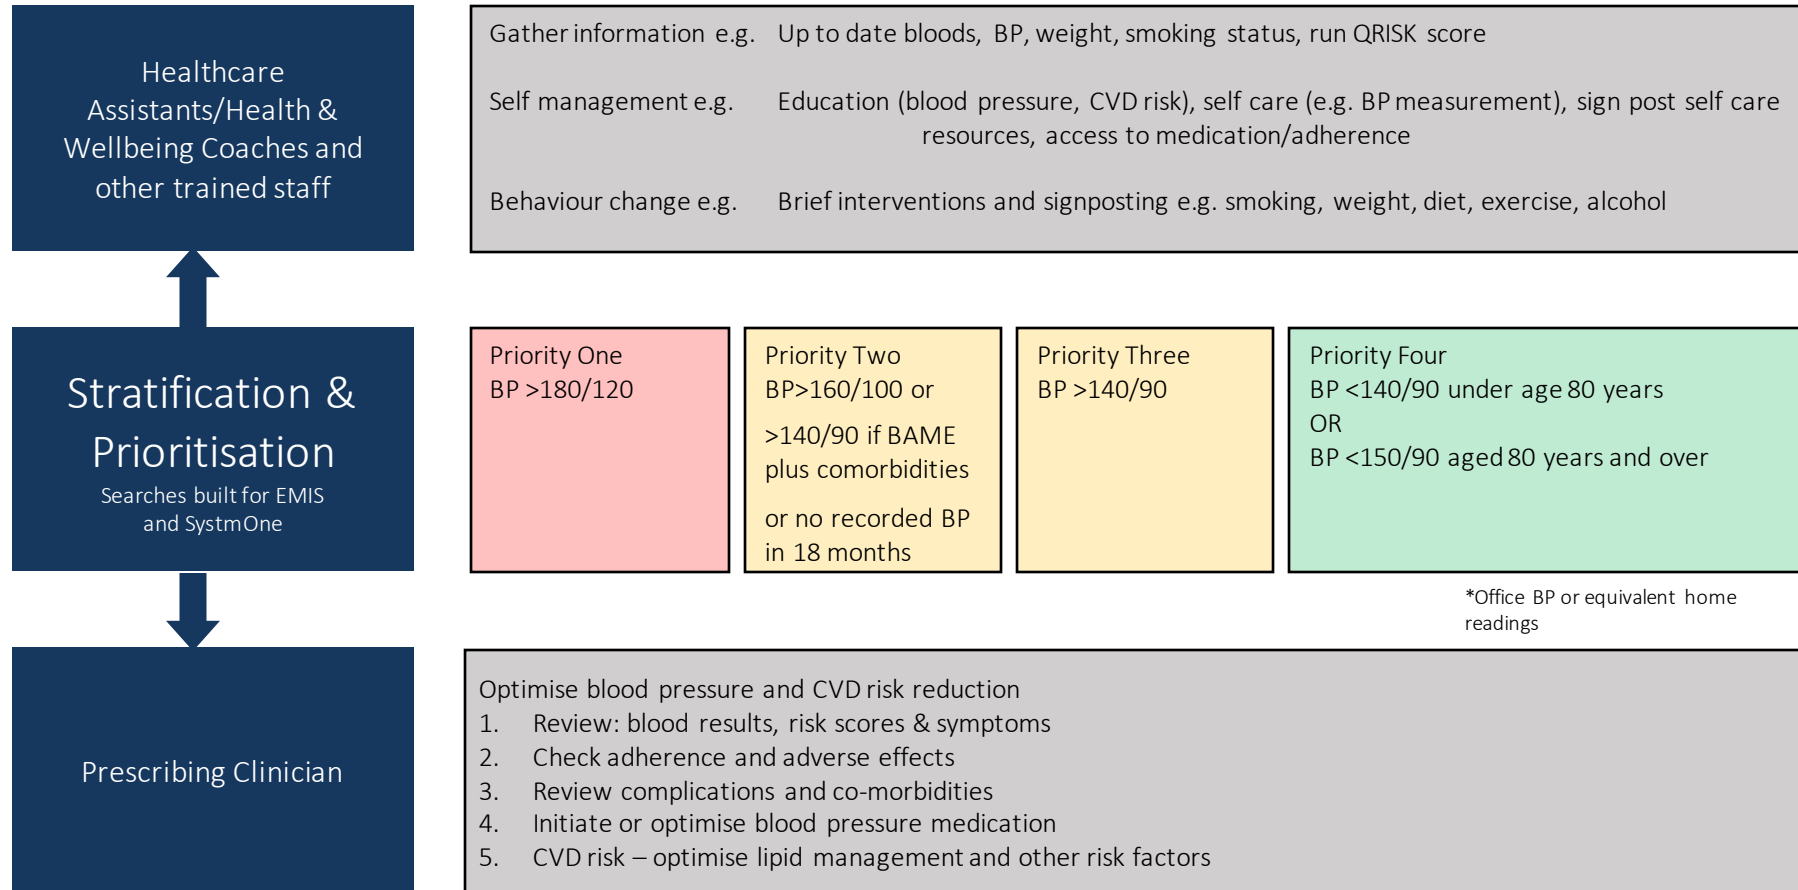 Healthcare
Assistants/Health &
Wellbeing Coaches and
other trained staff
Gather information e.g. Up to date bloods, BP, weight, smoking status, run QRISK score
Self management e.g. Education (blood pressure, CVD risk), self care (e.g. BP measurement), sign post self care
resources, access to medication/adherence
Behaviour change e.g. Brief interventions and signposting e.g. smoking, weight, diet, exercise, alcohol
Stratification &
Prioritisation
Searches built for EMIS
and SystmOne
Priority One
BP >180/120
Priority Two
BP>160/100 or
>140/90 if BAME
plus comorbidities
or no recorded BP
in 18 months
Priority Three
BP >140/90
Priority Four
BP <140/90 under age 80 years
OR
BP <150/90 aged 80 years and over
*Office BP or equivalent home
readings
Prescribing Clinician
Optimise blood pressure and CVD risk reduction
1. Review: blood results, risk scores & symptoms
2. Check adherence and adverse effects
3. Review complications and co-morbidities
4. Initiate or optimise blood pressure medication
5. CVD risk – optimise lipid management and other risk factors